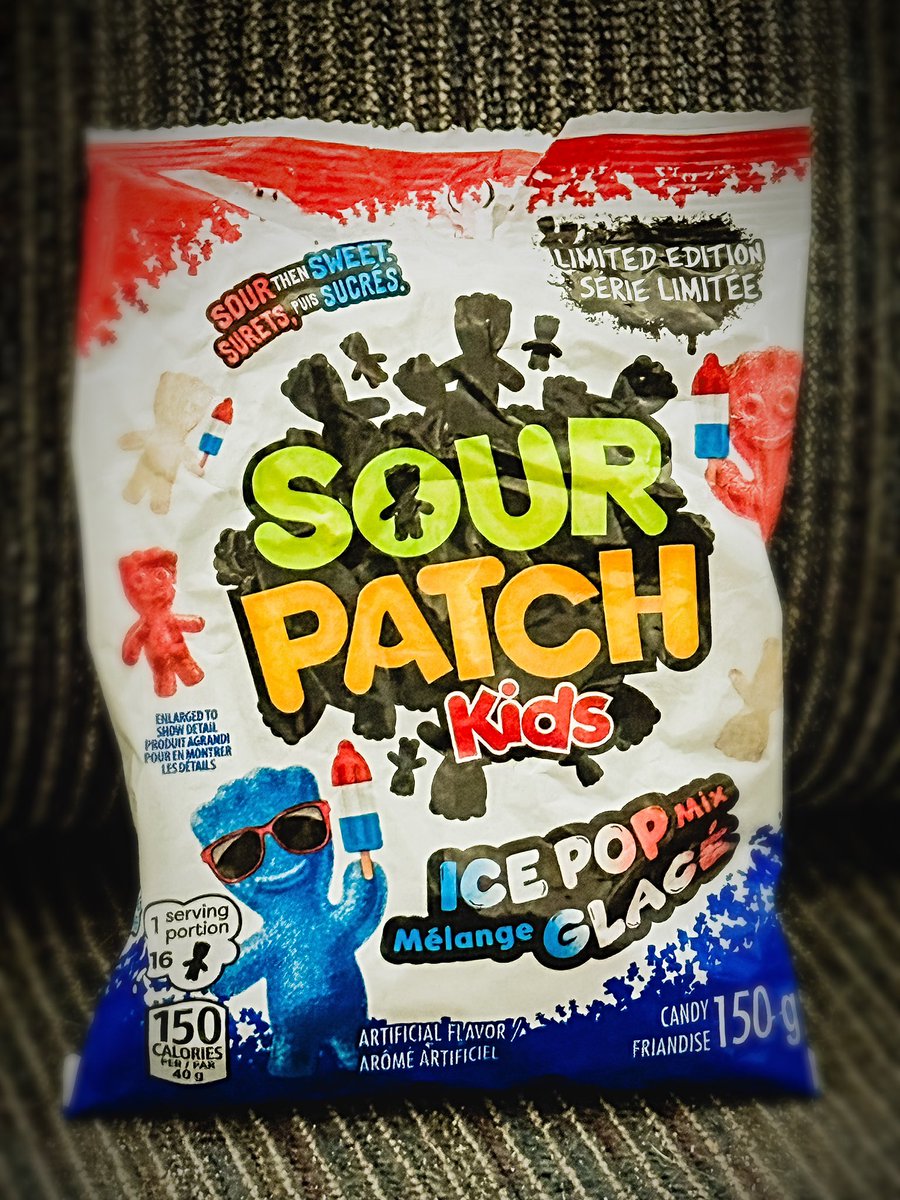 SOUR THEN SWEET.
SURETS, PUIS SUCRÉS.
LIMITED EDITION
SÉRIE LIMITÉE
SOUR
PATCH
Kids
ENLARGED TO
SHOW DETAIL
PRODUIT AGRANDI
POUR EN MONTRER
LES DÉTAILS
ICE POP Mix
Mélange GLACÉ
1 serving
portion
16
150
CALORIES
PER / PAR
40 g
ARTIFICIAL FLAVOR /
ARÔME ARTIFICIEL
CANDY
FRIANDISE
150 g